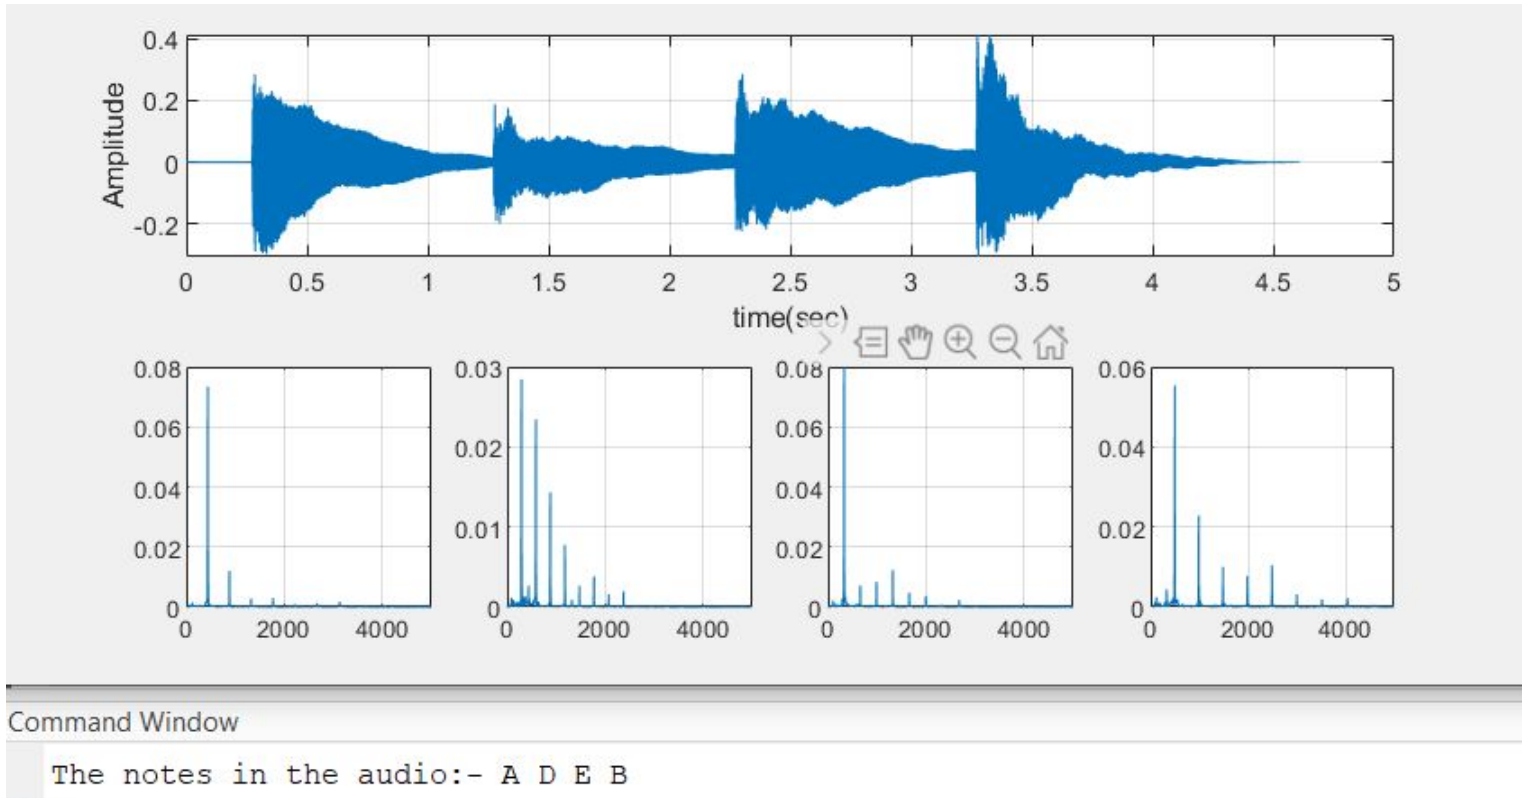 0.4
0.2
0
-0.2
Amplitude
0 0.5 1 1.5 2 2.5 3 3.5 4 4.5 5
time(sec)
0.08 0.03 0.08 0.06
0.06 0.02 0.06 0.04
0.04 0.01 0.04 0.02
0.02 0.02
0 0 0 0
0 2000 4000 0 2000 4000 0 2000 4000 0 2000 4000
Command Window
The notes in the audio:- A D E B